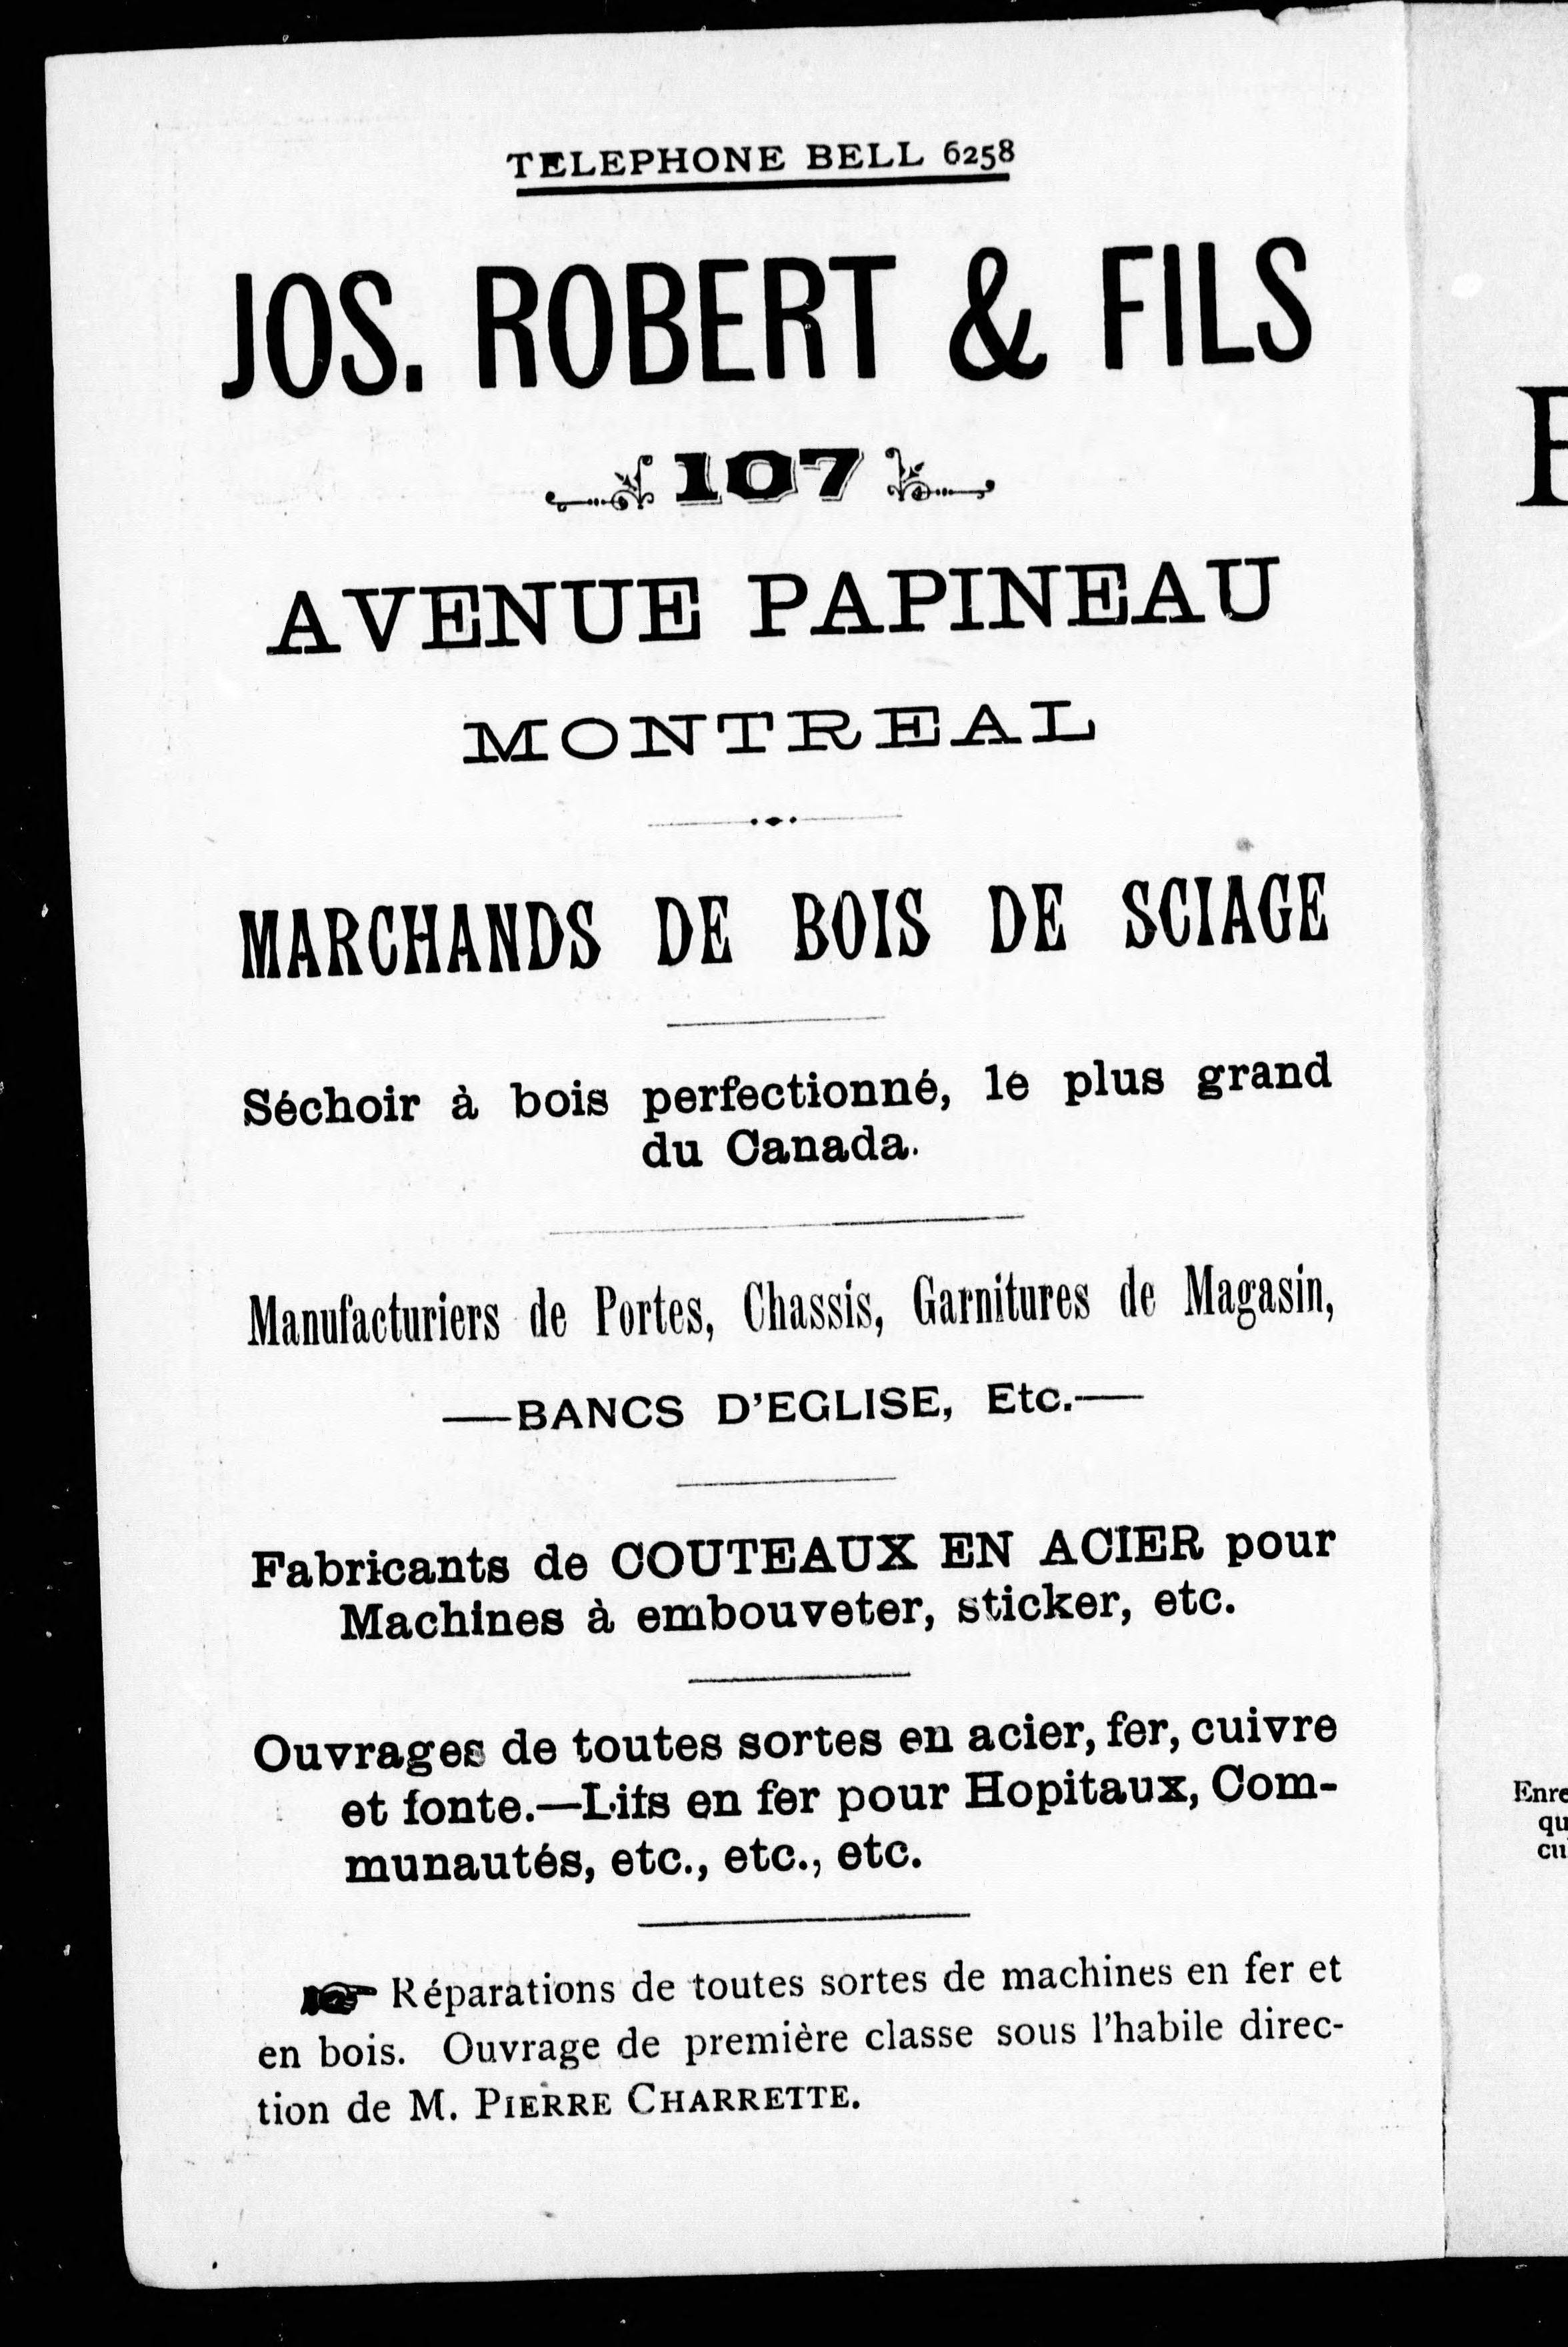 TELEPHONE BELL 6258
JOS. ROBERT & FILS
107
AVENUE PAPINEAU
MONTREAL
MARCHANDS DE BOIS DE SCIAGE
Séchoir à bois perfectionné, le plus grand
du Canada.
Manufacturiers de Portes, Chassis, Garnitures de Magasin,
—BANCS D'EGLISE, Etc.—
Fabricants de COUTEAUX EN ACIER pour
Machines à embouveter, sticker, etc.
Ouvrages de toutes sortes en acier, fer, cuivre
et fonte.—Lits en fer pour Hopitaux, Com-
munautés, etc., etc., etc.
☞ Réparations de toutes sortes de machines en fer et
en bois. Ouvrage de première classe sous l'habile direc-
tion de M. PIERRE CHARRETTE.